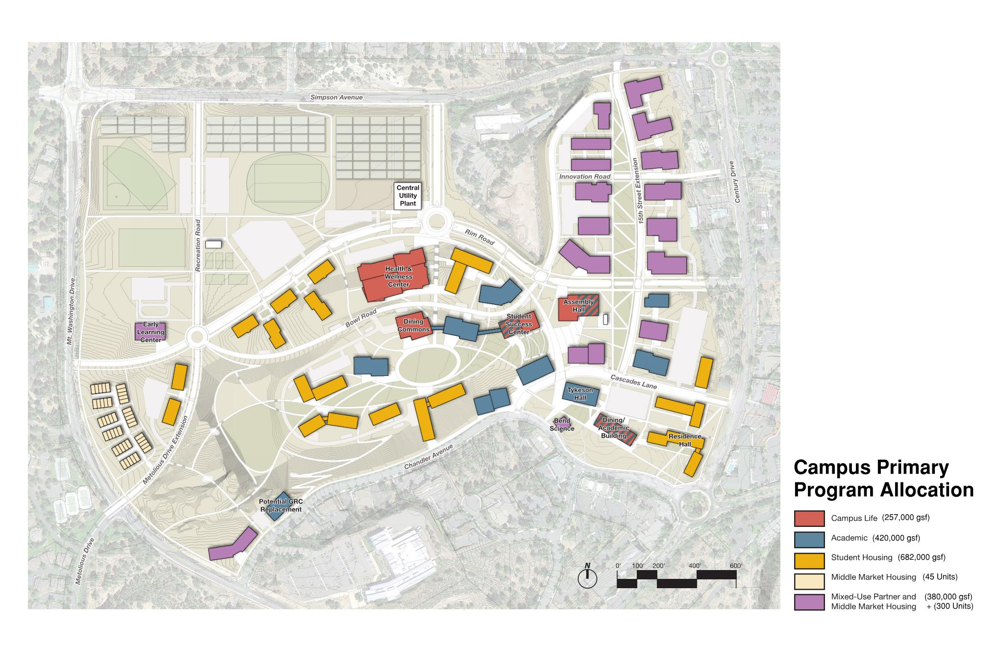 Simpson Avenue
Central
Utility
Plant
Innovation Road
15th Street Extension
Century Drive
Recreation Road
Rim Road
Health &
Wellness
Center
Mt. Washington Drive
Assembly
Hall
Bowl Road
Dining
Commons
Student
Success
Center
Early
Learning
Center
Cascades Lane
Tykeson
Hall
Bend
Science
Dining/
Academic
Building
Residence
Hall
Metolious Drive Extension
Chandler Avenue
Potential GRC
Replacement
Metolious Drive
N
0' 100' 200' 400' 600'
Campus Primary
Program Allocation
Campus Life (257,000 gsf)
Academic (420,000 gsf)
Student Housing (682,000 gsf)
Middle Market Housing (45 Units)
Mixed-Use Partner and (380,000 gsf)
Middle Market Housing + (300 Units)